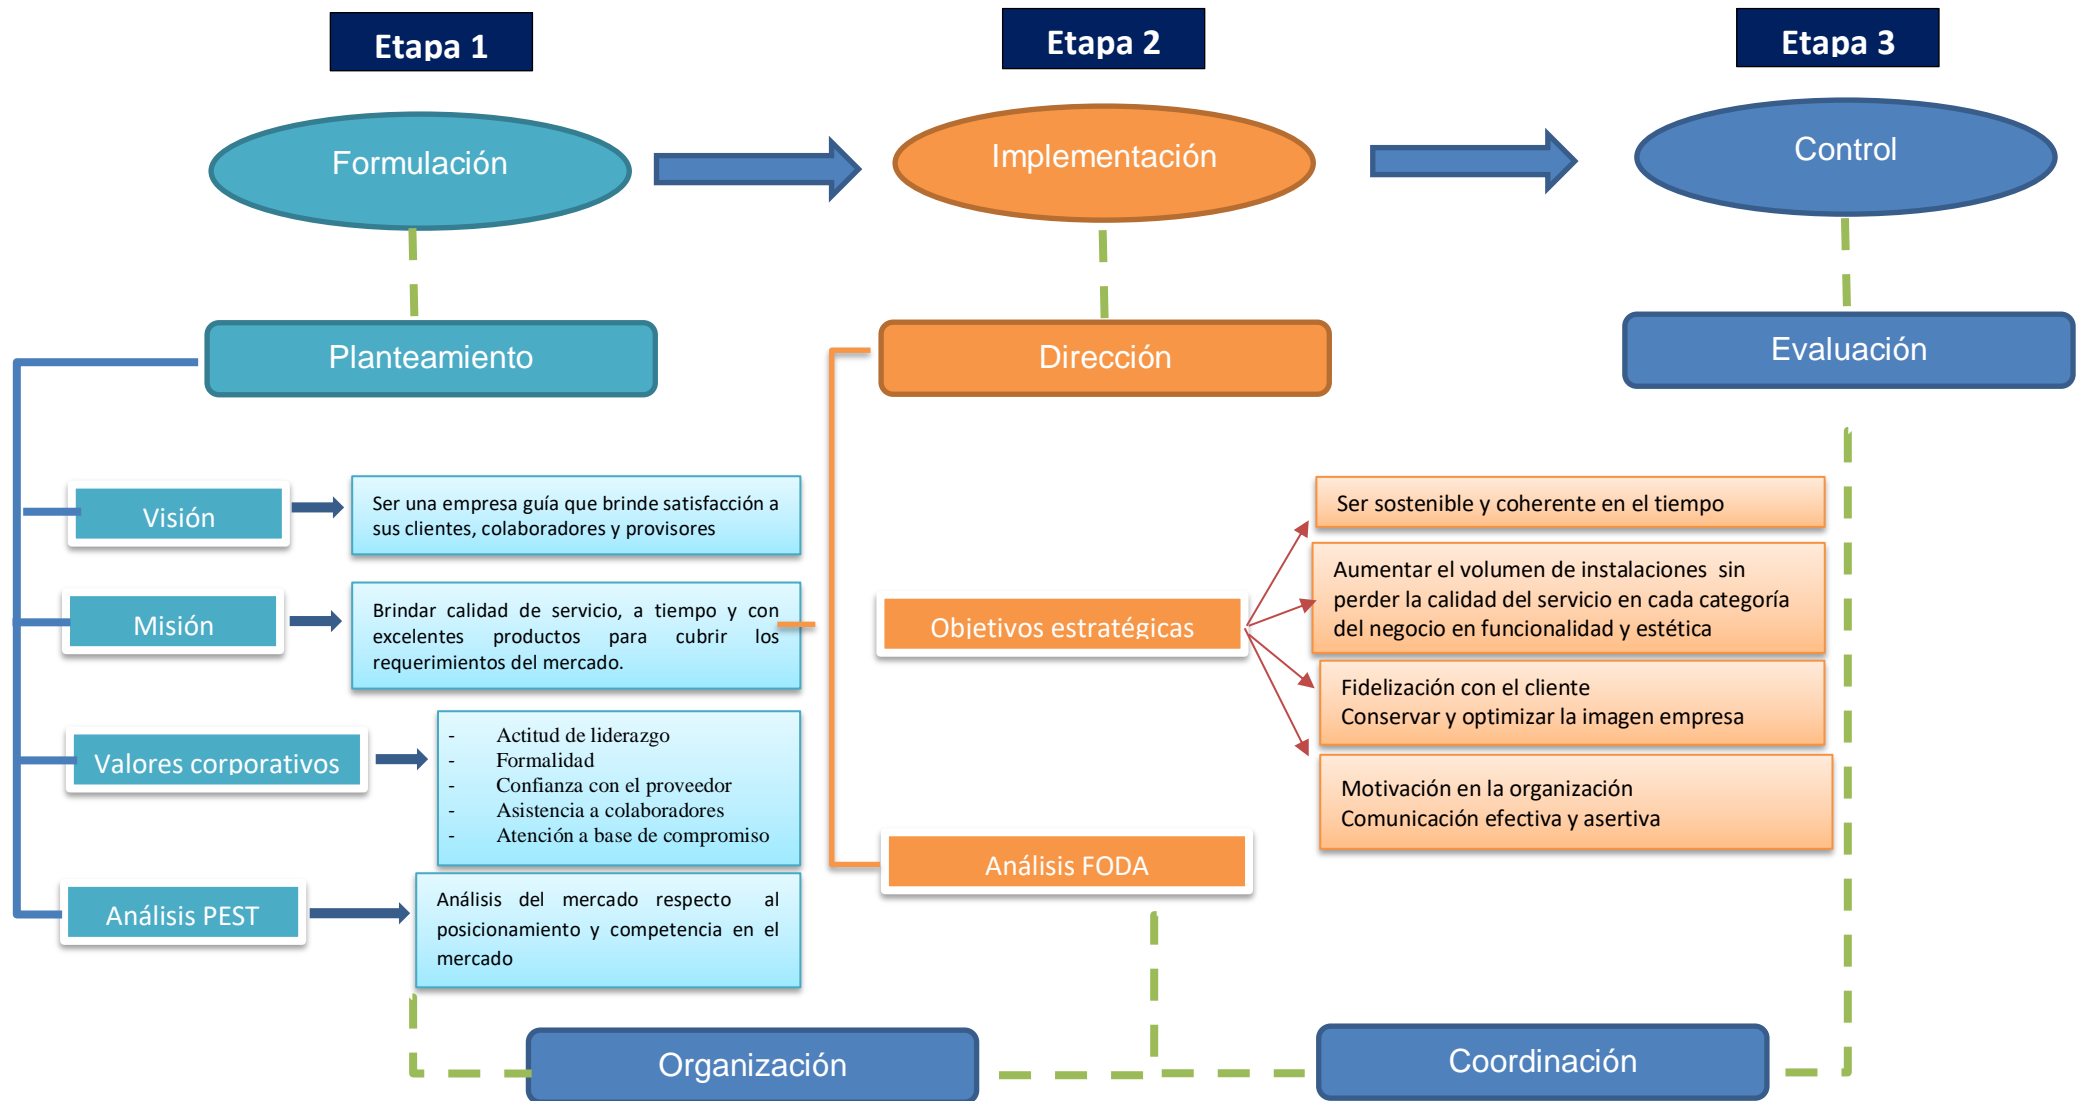 Etapa 1
Etapa 2
Etapa 3
Formulación
Implementación
Control
Planteamiento
Dirección
Evaluación
Visión
Ser una empresa guía que brinde satisfacción a
sus clientes, colaboradores y provisores
Misión
Brindar calidad de servicio, a tiempo y con
excelentes productos para cubrir los
requerimientos del mercado.
Valores corporativos
- Actitud de liderazgo
- Formalidad
- Confianza con el proveedor
- Asistencia a colaboradores
- Atención a base de compromiso
Análisis PEST
Análisis del mercado respecto al
posicionamiento y competencia en el
mercado
Objetivos estratégicas
Ser sostenible y coherente en el tiempo
Aumentar el volumen de instalaciones sin
perder la calidad del servicio en cada categoría
del negocio en funcionalidad y estética
Fidelización con el cliente
Conservar y optimizar la imagen empresa
Motivación en la organización
Comunicación efectiva y asertiva
Análisis FODA
Organización
Coordinación